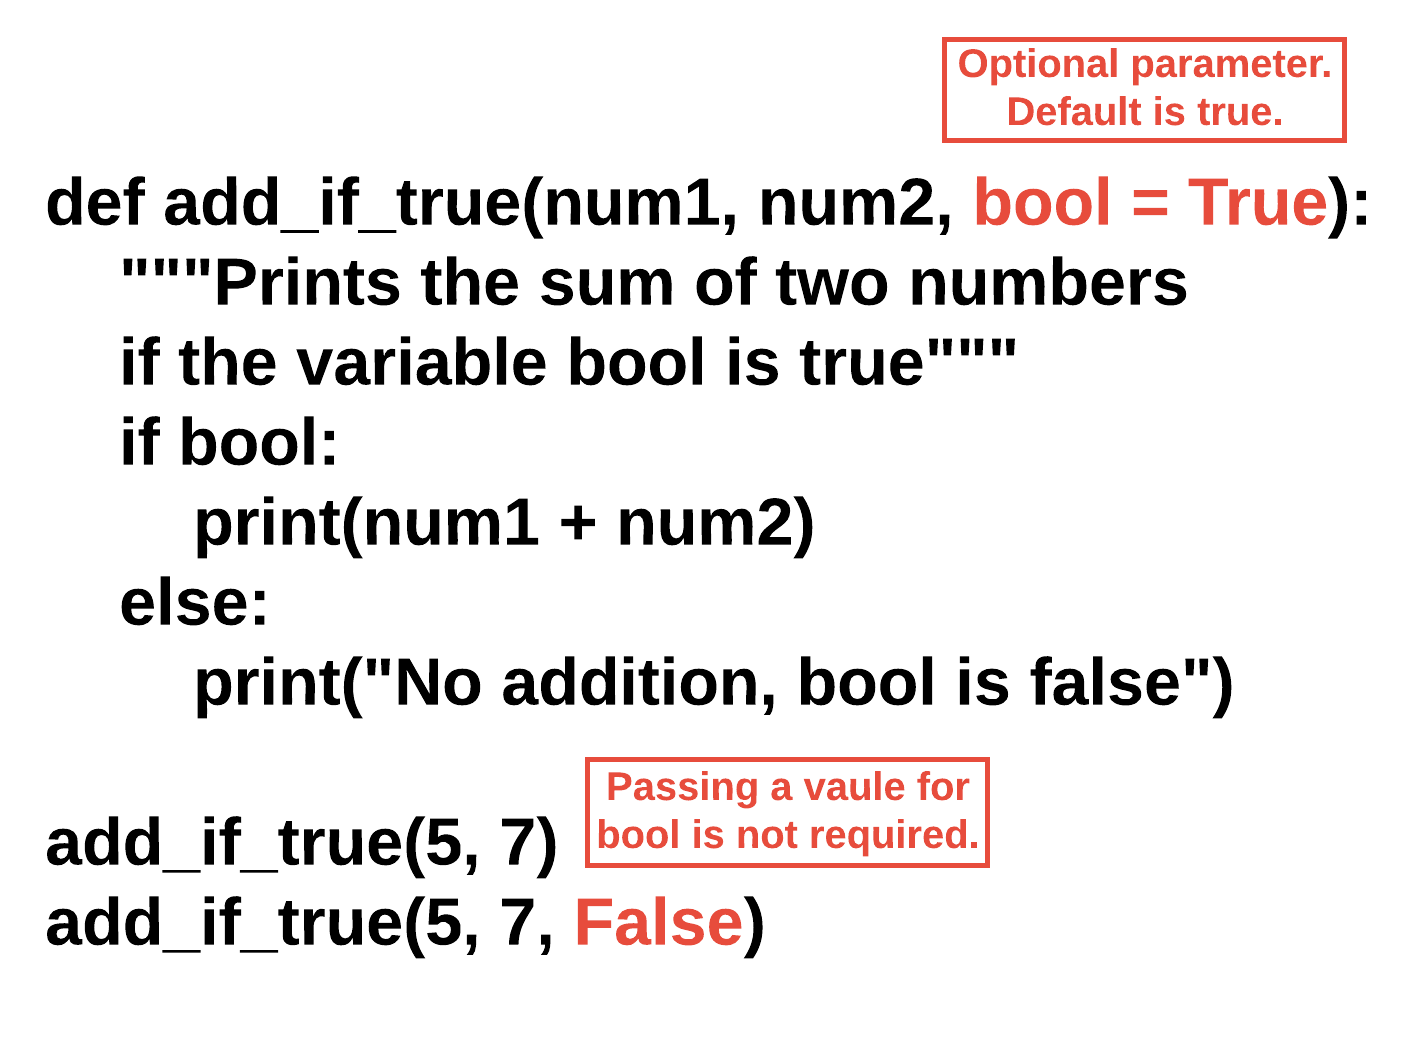 Optional parameter.
Default is true.
def add_if_true(num1, num2, bool = True):
"""Prints the sum of two numbers
if the variable bool is true"""
if bool:
print(num1 + num2)
else:
print("No addition, bool is false")
Passing a vaule for
bool is not required.
add_if_true(5, 7)
add_if_true(5, 7, False)